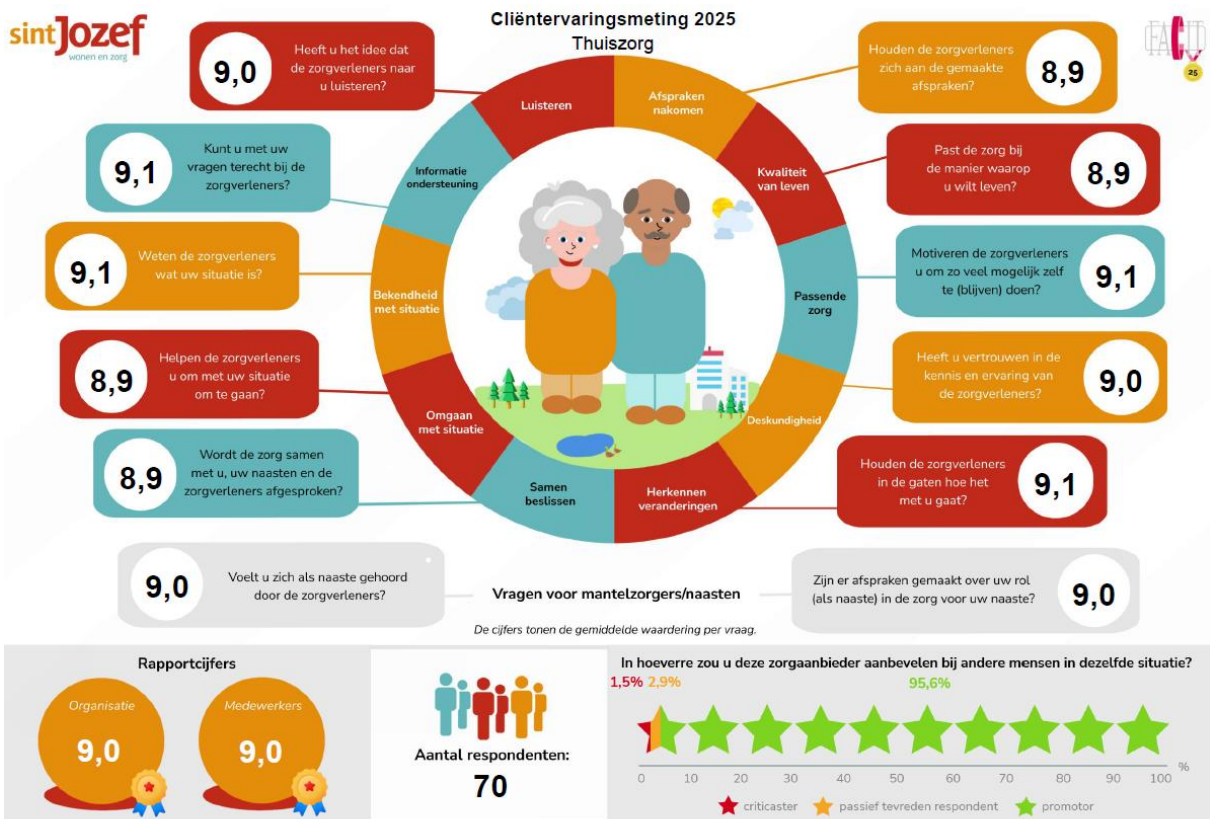 sintJozef
wonen en zorg
Cliëntervaringsmeting 2025
Thuiszorg
FACIT
25
9,0
Heeft u het idee dat
de zorgverleners naar
u luisteren?
Houden de zorgverleners
zich aan de gemaakte
afspraken?
8,9
Luisteren
Afspraken
nakomen
9,1
Kunt u met uw
vragen terecht bij de
zorgverleners?
Informatie
ondersteuning
Kwaliteit
van leven
Past de zorg bij
de manier waarop
u wilt leven?
8,9
9,1
Weten de zorgverleners
wat uw situatie is?
Bekendheid
met situatie
Passende
zorg
Motiveren de zorgverleners
u om zo veel mogelijk zelf
te (blijven) doen?
9,1
8,9
Helpen de zorgverleners
u om met uw situatie
om te gaan?
Omgaan
met situatie
Deskundigheid
Heeft u vertrouwen in de
kennis en ervaring van
de zorgverleners?
9,0
8,9
Wordt de zorg samen
met u, uw naasten en de
zorgverleners afgesproken?
Samen
beslissen
Herkennen
veranderingen
Houden de zorgverleners
in de gaten hoe het
met u gaat?
9,1
9,0
Voelt u zich als naaste gehoord
door de zorgverleners?
Vragen voor mantelzorgers/naasten
Zijn er afspraken gemaakt over uw rol
(als naaste) in de zorg voor uw naaste?
9,0
De cijfers tonen de gemiddelde waardering per vraag.
Rapportcijfers
Organisatie
9,0
Medewerkers
9,0
Aantal respondenten:
70
In hoeverre zou u deze zorgaanbieder aanbevelen bij andere mensen in dezelfde situatie?
1,5% 2,9% 95,6%
0 10 20 30 40 50 60 70 80 90 100 %
criticaster passief tevreden respondent promotor